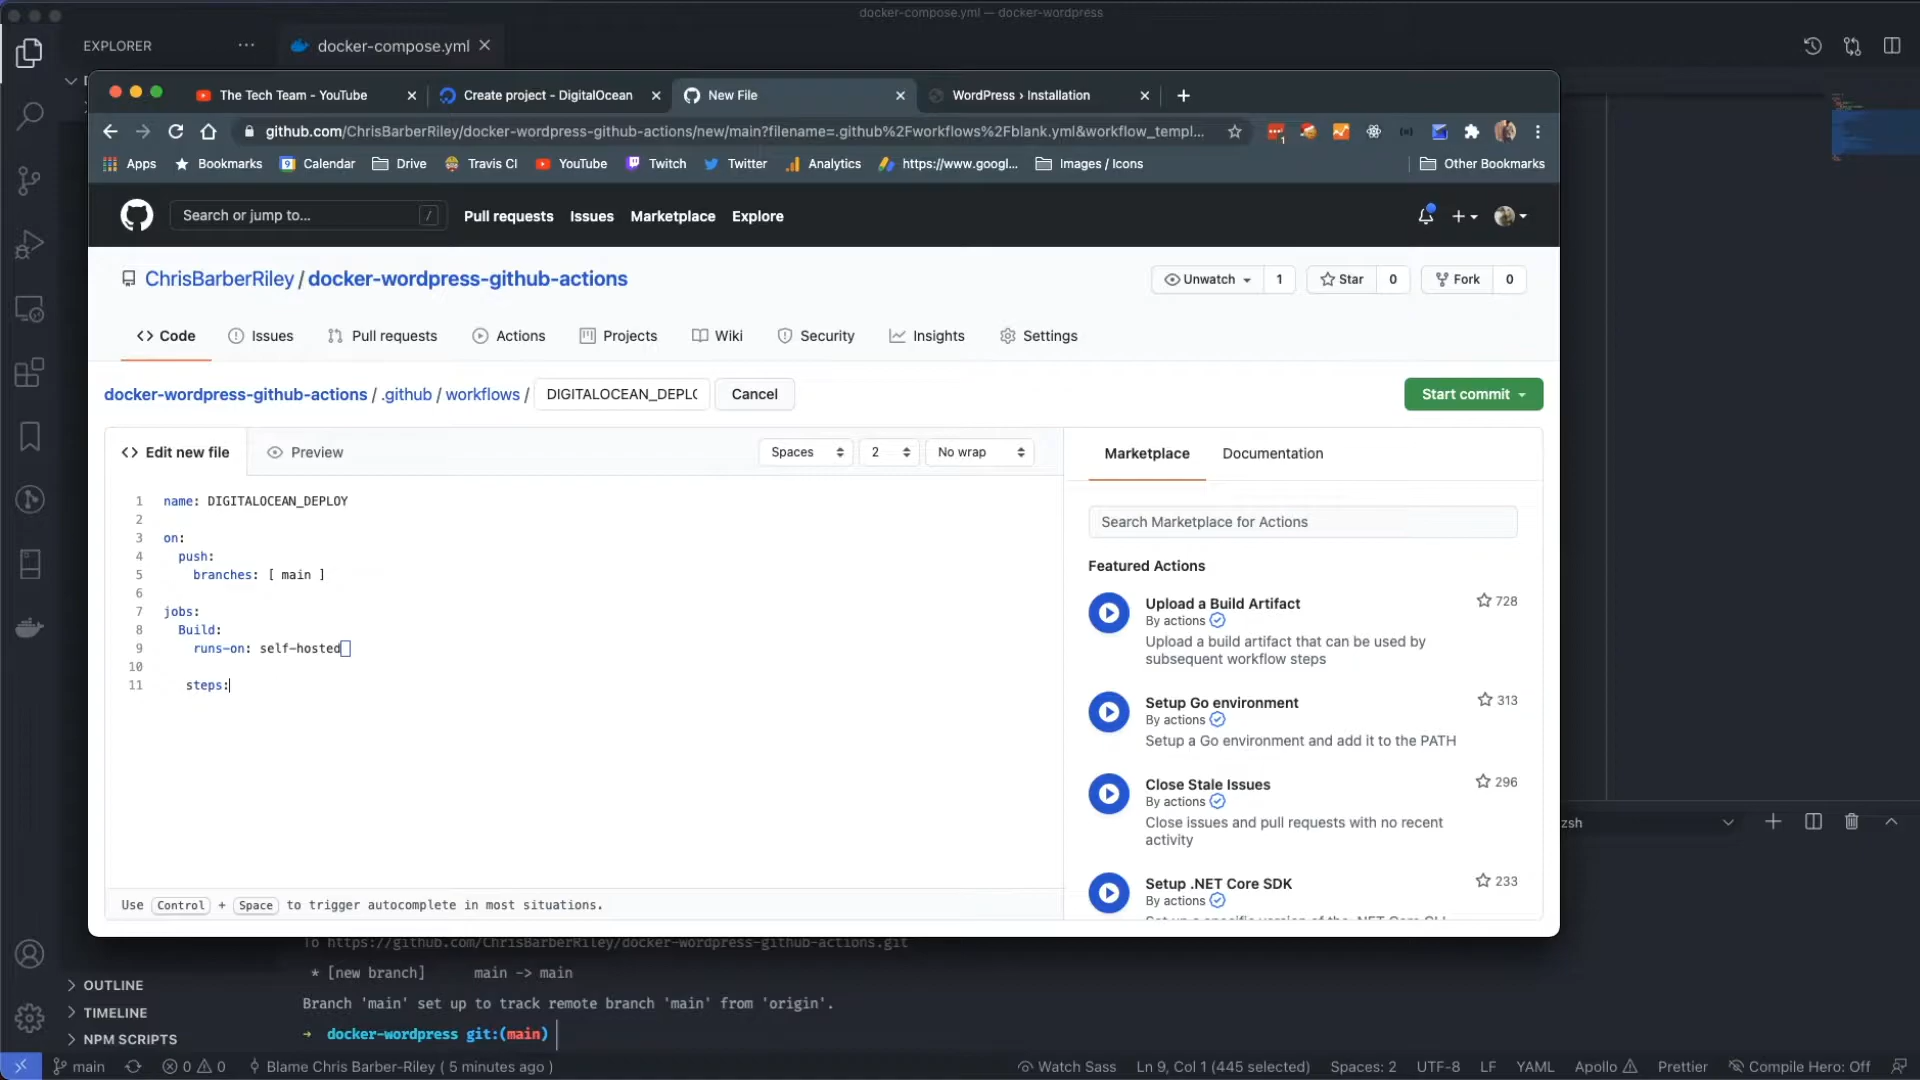 docker-compose.yml — docker-wordpress
EXPLORER
docker-compose.yml
The Tech Team - YouTube
Create project - DigitalOcean
New File
WordPress › Installation
github.com/ChrisBarberRiley/docker-wordpress-github-actions/new/main?filename=.github%2Fworkflows%2Fblank.yml&workflow_templ...
Apps
Bookmarks
Calendar
Drive
Travis CI
YouTube
Twitch
Twitter
Analytics
https://www.googl...
Images / Icons
Other Bookmarks
Search or jump to...
/
Pull requests
Issues
Marketplace
Explore
ChrisBarberRiley / docker-wordpress-github-actions
Unwatch
1
Star
0
Fork
0
Code
Issues
Pull requests
Actions
Projects
Wiki
Security
Insights
Settings
docker-wordpress-github-actions / .github / workflows /
DIGITALOCEAN_DEPLO
Cancel
Start commit
Edit new file
Preview
Spaces
2
No wrap
1 name: DIGITALOCEAN_DEPLOY
2
3 on:
4 push:
5 branches: [ main ]
6
7 jobs:
8 Build:
9 runs-on: self-hosted
10
11 steps:
Use Control + Space to trigger autocomplete in most situations.
Marketplace
Documentation
Search Marketplace for Actions
Featured Actions
Upload a Build Artifact
728
By actions
Upload a build artifact that can be used by
subsequent workflow steps
Setup Go environment
313
By actions
Setup a Go environment and add it to the PATH
Close Stale Issues
296
By actions
Close issues and pull requests with no recent
activity
Setup .NET Core SDK
233
By actions
zsh
To https://github.com/ChrisBarberRiley/docker-wordpress-github-actions.git
* [new branch] main -> main
Branch 'main' set up to track remote branch 'main' from 'origin'.
→ docker-wordpress git:(main)
OUTLINE
TIMELINE
NPM SCRIPTS
main
0
0
Blame Chris Barber-Riley ( 5 minutes ago )
Watch Sass
Ln 9, Col 1 (445 selected)
Spaces: 2
UTF-8
LF
YAML
Apollo
Prettier
Compile Hero: Off